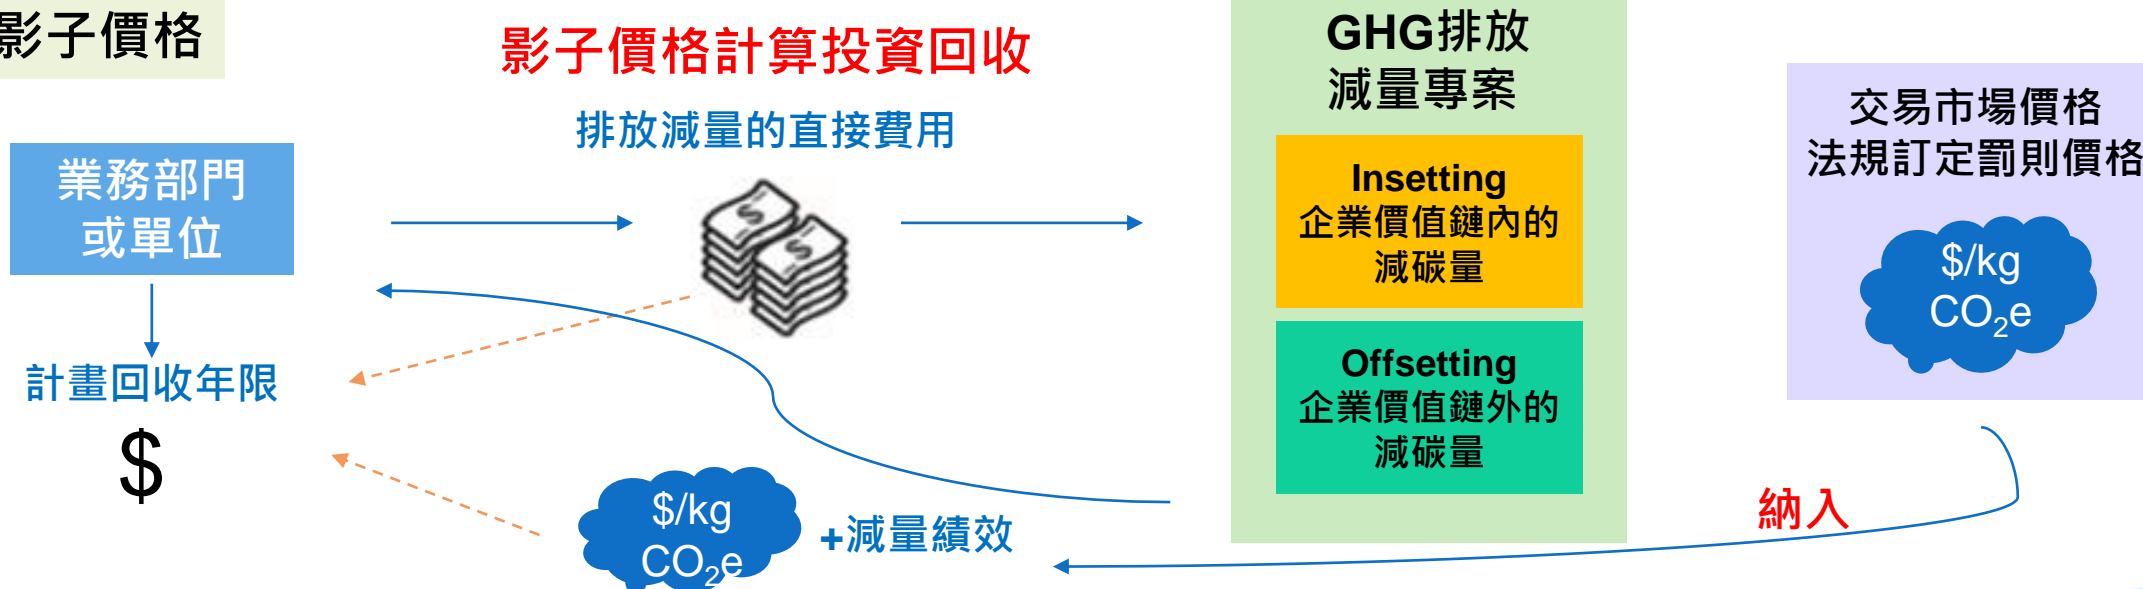 影子價格
影子價格計算投資回收
排放減量的直接費用
業務部門
或單位
計畫回收年限
$
$/kg
CO₂e
+減量績效
GHG排放
減量專案
Insetting
企業價值鏈內的
減碳量
Offsetting
企業價值鏈外的
減碳量
交易市場價格
法規訂定罰則價格
$/kg
CO₂e
納入